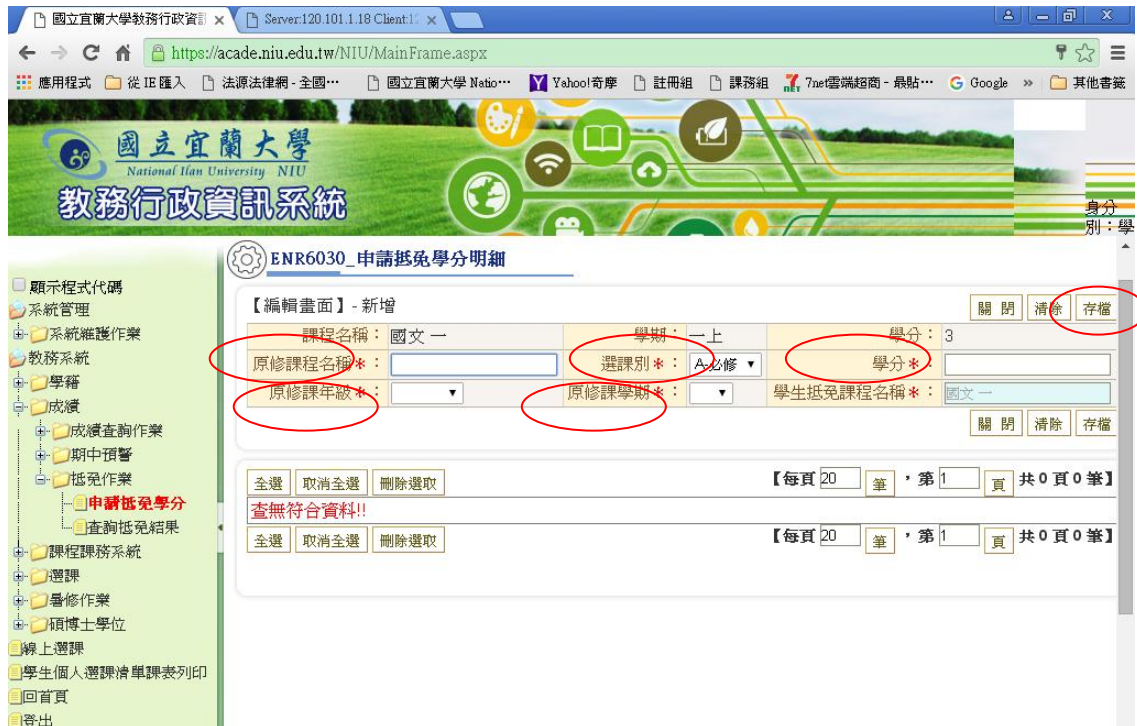 國立宜蘭大學教務行政資訊
Server:120.101.1.18 Client:12
https://acade.niu.edu.tw/NIU/MainFrame.aspx
應用程式 從 IE 匯入 法源法律網 - 全國… 國立宜蘭大學 Natio… Yahoo!奇摩 註冊組 課務組 7net雲端超商 - 最貼… Google » 其他書籤
國立宜蘭大學
National Ilan University NIU
教務行政資訊系統
身分
別：學
ENR6030_申請抵免學分明細
【編輯畫面】- 新增
關 閉 清除 存檔
課程名稱： 國文 一 學期： 一上 學分： 3
原修課程名稱＊： 選課別＊： A-必修 學分＊：
原修課年級＊： 原修課學期＊： 學生抵免課程名稱＊： 國文 一
關 閉 清除 存檔
全選 取消全選 刪除選取 【每頁 20 筆 ，第 1 頁 共 0 頁 0 筆】
查無符合資料!!
全選 取消全選 刪除選取 【每頁 20 筆 ，第 1 頁 共 0 頁 0 筆】
顯示程式代碼
系統管理
系統維護作業
教務系統
學籍
成績
成績查詢作業
期中預警
抵免作業
申請抵免學分
查詢抵免結果
課程課務系統
選課
暑修作業
碩博士學位
線上選課
學生個人選課清單課表列印
回首頁
登出